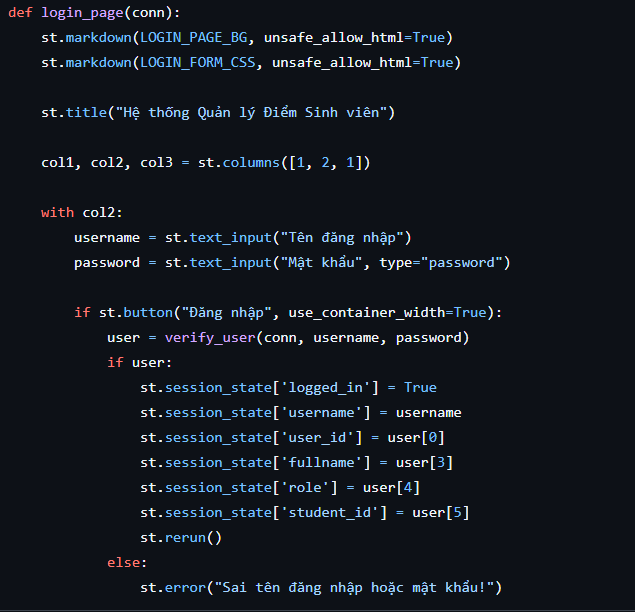 def login_page(conn):
    st.markdown(LOGIN_PAGE_BG, unsafe_allow_html=True)
    st.markdown(LOGIN_FORM_CSS, unsafe_allow_html=True)

    st.title("Hệ thống Quản lý Điểm Sinh viên")

    col1, col2, col3 = st.columns([1, 2, 1])

    with col2:
        username = st.text_input("Tên đăng nhập")
        password = st.text_input("Mật khẩu", type="password")

        if st.button("Đăng nhập", use_container_width=True):
            user = verify_user(conn, username, password)
            if user:
                st.session_state['logged_in'] = True
                st.session_state['username'] = username
                st.session_state['user_id'] = user[0]
                st.session_state['fullname'] = user[3]
                st.session_state['role'] = user[4]
                st.session_state['student_id'] = user[5]
                st.rerun()
            else:
                st.error("Sai tên đăng nhập hoặc mật khẩu!")